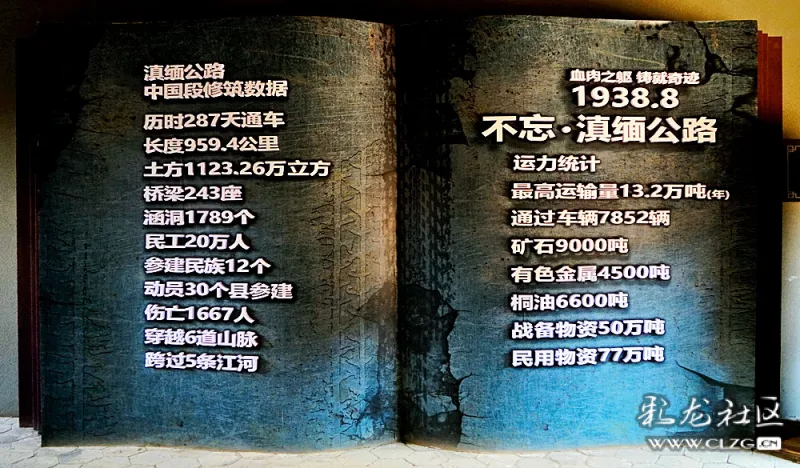 滇缅公路
中国段修筑数据
历时287天通车
长度959.4公里
土方1123.26万立方
桥梁243座
涵洞1789个
民工20万人
参建民族12个
动员30个县参建
伤亡1667人
穿越6道山脉
跨过5条江河
血肉之躯 铸就奇迹
1938.8
不忘·滇缅公路
运力统计
最高运输量13.2万吨(年)
通过车辆7852辆
矿石9000吨
有色金属4500吨
桐油6600吨
战备物资50万吨
民用物资77万吨
彩龙社区
WWW.CLZG.CN